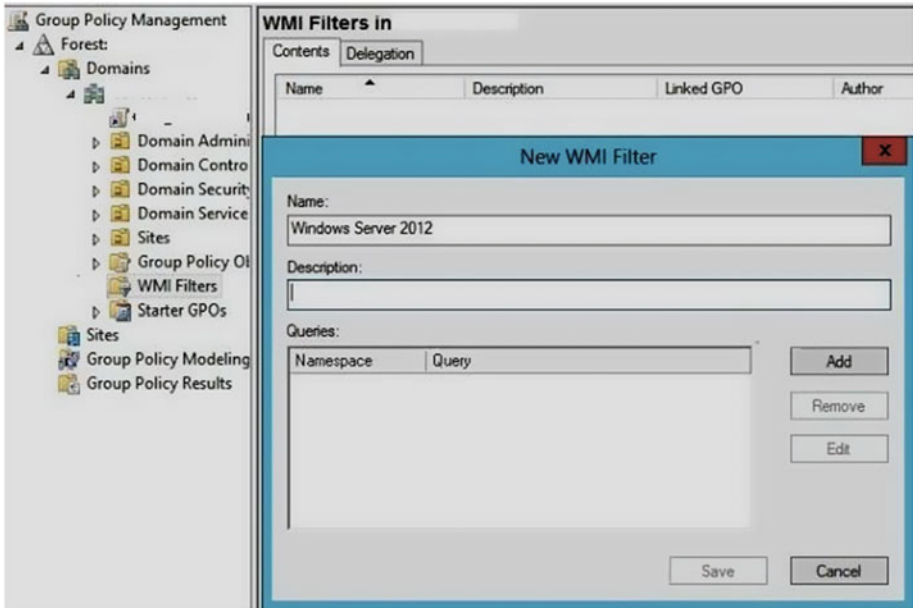 Group Policy Management
Forest:
Domains
Domain Admini
Domain Contro
Domain Securit
Domain Service
Sites
Group Policy Ol
WMI Filters
Starter GPOs
Sites
Group Policy Modeling
Group Policy Results
WMI Filters in
Contents Delegation
Name Description Linked GPO Author
New WMI Filter
x
Name:
Windows Server 2012
Description:
Queries:
Namespace Query
Add
Remove
Edit
Save Cancel